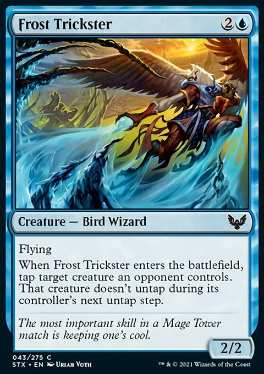 Frost Trickster
2
Creature — Bird Wizard
Flying
When Frost Trickster enters the battlefield,
tap target creature an opponent controls.
That creature doesn't untap during its
controller's next untap step.
The most important skill in a Mage Tower
match is keeping one's cool.
2/2
043/275 C
STX • EN Uriah Voth
™ & © 2021 Wizards of the Coast